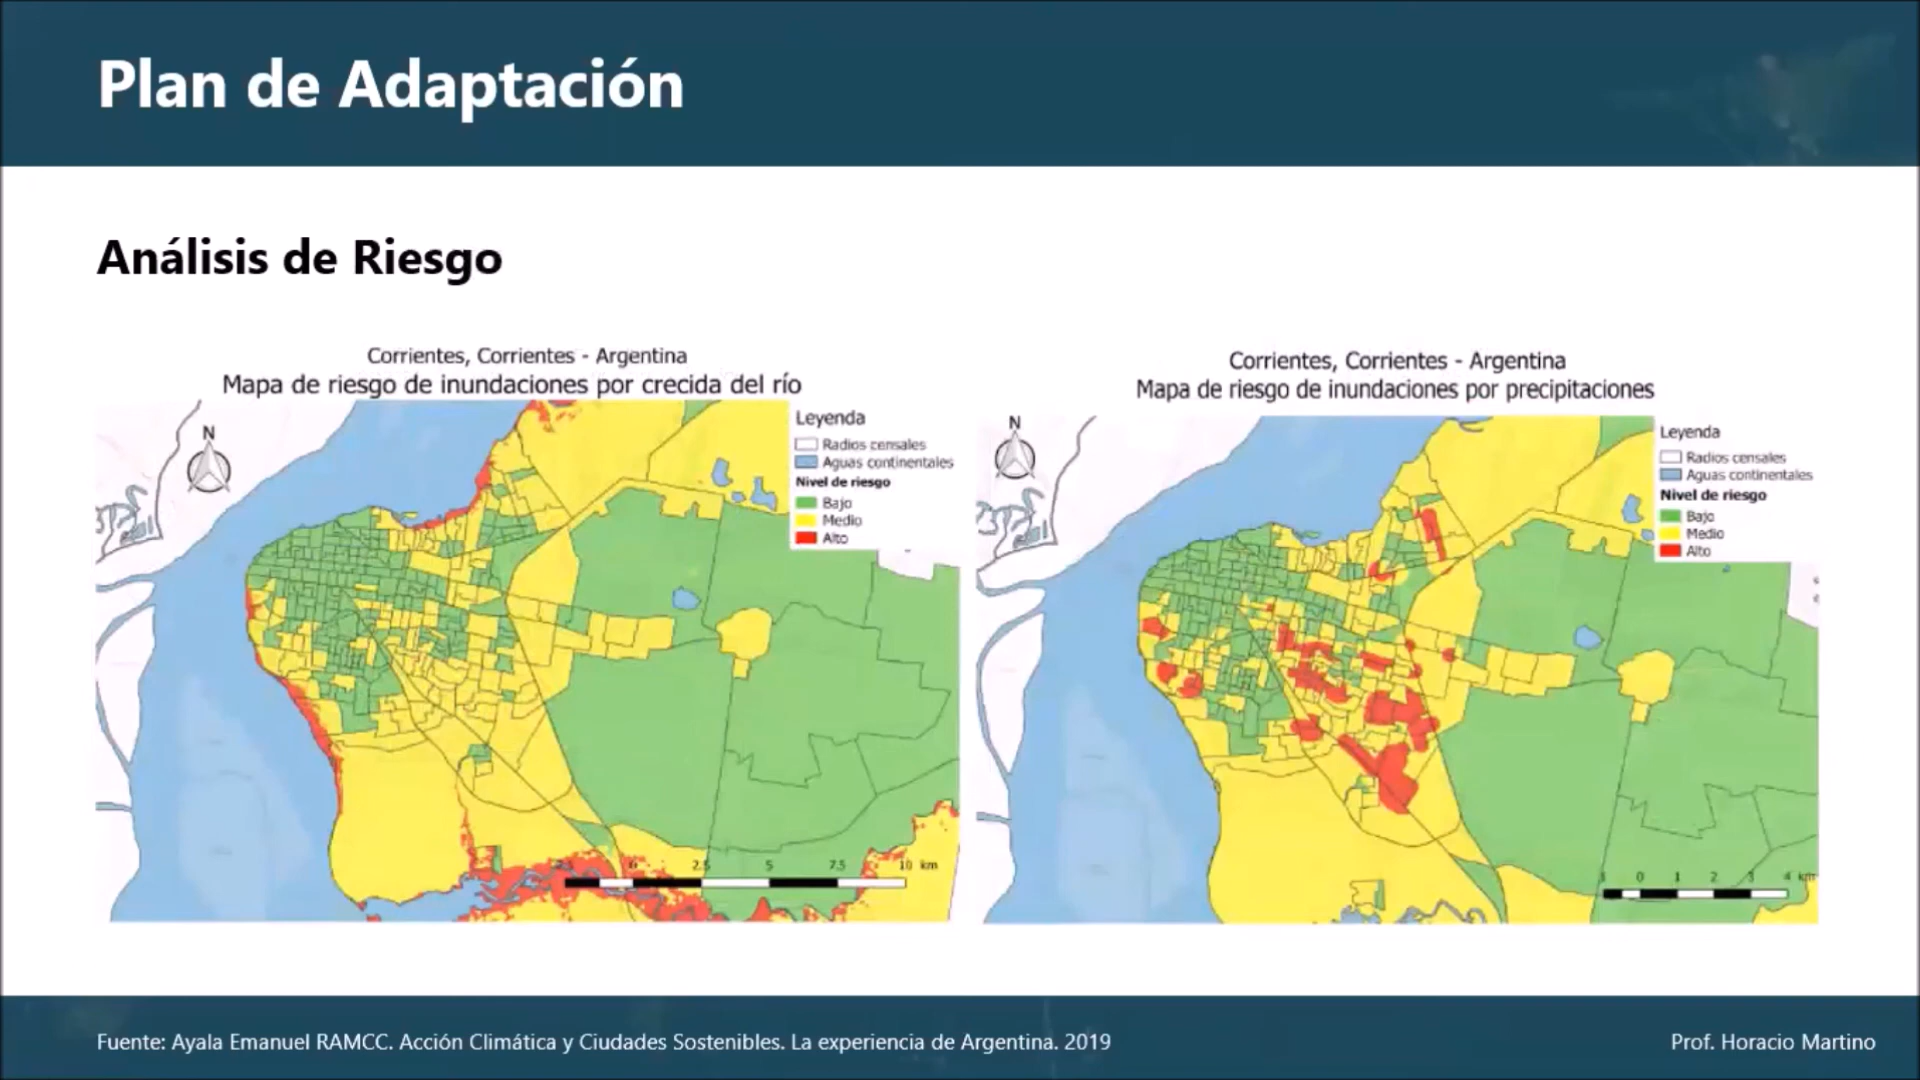 Plan de Adaptación
Análisis de Riesgo
Corrientes, Corrientes - Argentina
Mapa de riesgo de inundaciones por crecida del río
N
Leyenda
Radios censales
Aguas continentales
Nivel de riesgo
Bajo
Medio
Alto
0 2.5 5 7.5 10 km
Corrientes, Corrientes - Argentina
Mapa de riesgo de inundaciones por precipitaciones
N
Leyenda
Radios censales
Aguas continentales
Nivel de riesgo
Bajo
Medio
Alto
1 0 1 2 3 4 km
Fuente: Ayala Emanuel RAMCC. Acción Climática y Ciudades Sostenibles. La experiencia de Argentina. 2019
Prof. Horacio Martino